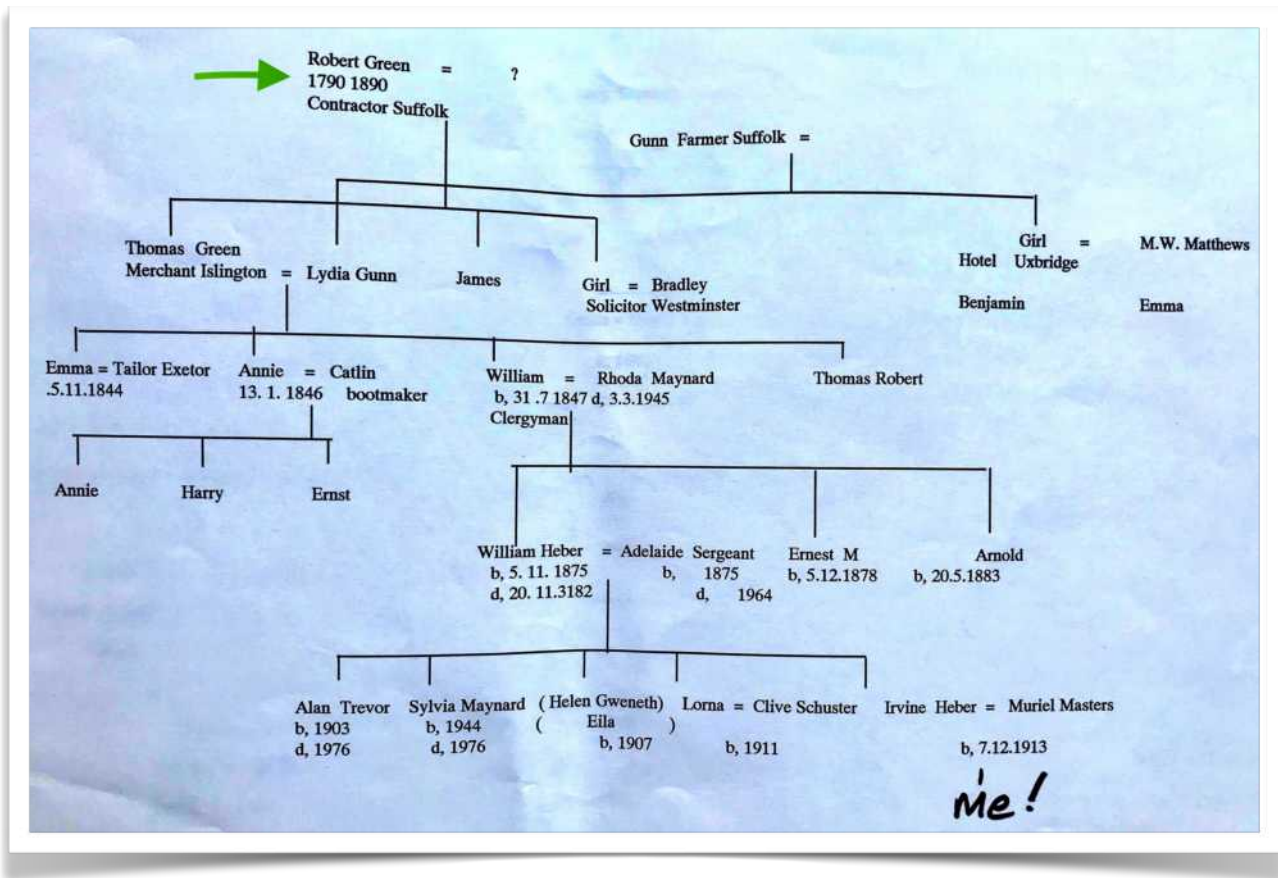 Robert Green = ?
1790 1890
Contractor Suffolk
Gunn Farmer Suffolk =
Thomas Green
Merchant Islington = Lydia Gunn
James
Girl = Bradley
Solicitor Westminster
Girl = M.W. Matthews
Hotel Uxbridge
Benjamin Emma
Emma = Tailor Exetor
.5.11.1844
Annie = Catlin
13. 1. 1846 bootmaker
William = Rhoda Maynard
b, 31 .7 1847 d, 3.3.1945
Clergyman
Thomas Robert
Annie Harry Ernst
William Heber = Adelaide Sergeant
b, 5. 11. 1875 b, 1875
d, 20. 11.3182 d, 1964
Ernest M
b, 5.12.1878
Arnold
b, 20.5.1883
Alan Trevor
b, 1903
d, 1976
Sylvia Maynard
b, 1944
d, 1976
( Helen Gweneth)
( Eila )
b, 1907
Lorna = Clive Schuster
b, 1911
Irvine Heber = Muriel Masters
b, 7.12.1913
Me!